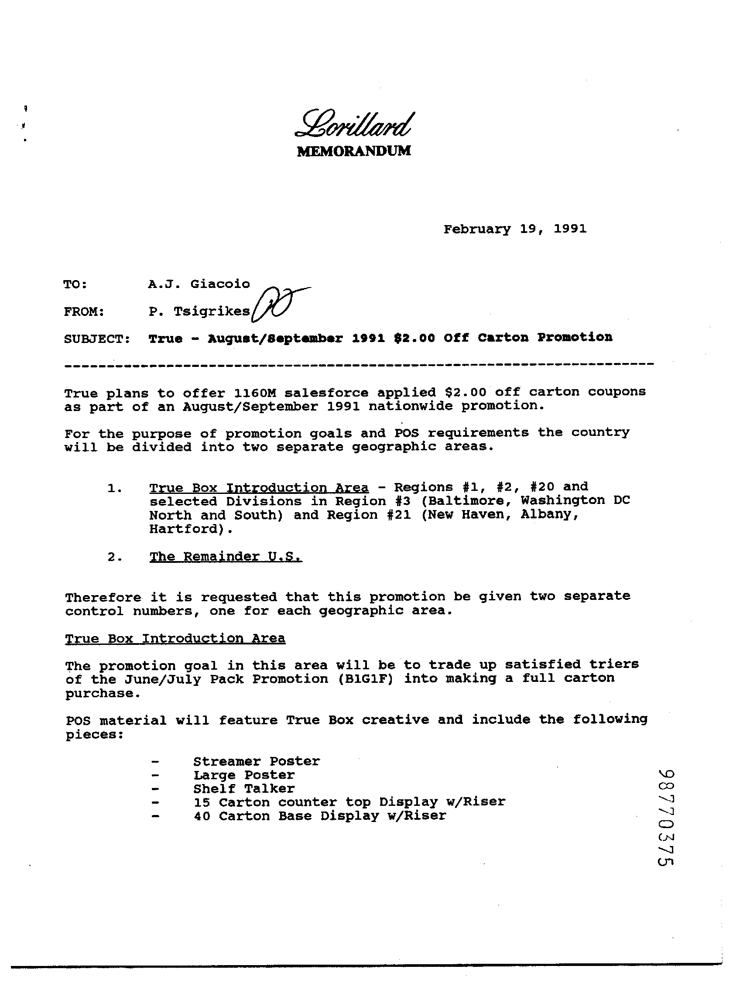 Lorillard
MEMORANDUM
February 19, 1991
TO: A.J. Giacoio
FROM: P. Tsigrikes
SUBJECT: True - August/September 1991 $2.00 Off Carton Promotion
-----------------------------------------------------------------------
True plans to offer 1160M salesforce applied $2.00 off carton coupons
as part of an August/September 1991 nationwide promotion.
For the purpose of promotion goals and POS requirements the country
will be divided into two separate geographic areas.
1. True Box Introduction Area - Regions #1, #2, #20 and
selected Divisions in Region #3 (Baltimore, Washington DC
North and South) and Region #21 (New Haven, Albany,
Hartford).
2. The Remainder U.S.
Therefore it is requested that this promotion be given two separate
control numbers, one for each geographic area.
True Box Introduction Area
The promotion goal in this area will be to trade up satisfied triers
of the June/July Pack Promotion (B1G1F) into making a full carton
purchase.
POS material will feature True Box creative and include the following
pieces:
- Streamer Poster
- Large Poster
- Shelf Talker
- 15 Carton counter top Display w/Riser
- 40 Carton Base Display w/Riser
98770375